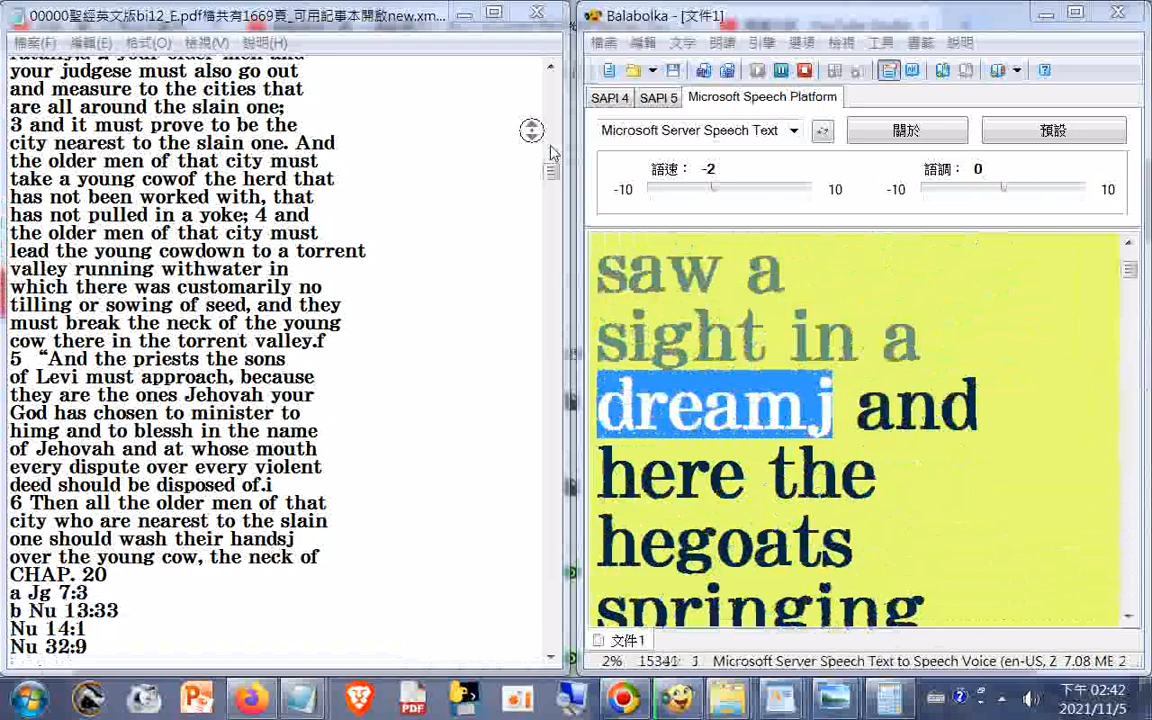 00000聖經英文版bi12_E.pdf檔共有1669頁_可用記事本開啟new.xm...
檔案(F) 編輯(E) 格式(O) 檢視(V) 說明(H)
your judgese must also go out
and measure to the cities that
are all around the slain one;
3 and it must prove to be the
city nearest to the slain one. And
the older men of that city must
take a young cowof the herd that
has not been worked with, that
has not pulled in a yoke; 4 and
the older men of that city must
lead the young cowdown to a torrent
valley running withwater in
which there was customarily no
tilling or sowing of seed, and they
must break the neck of the young
cow there in the torrent valley.f
5 “And the priests the sons
of Levi must approach, because
they are the ones Jehovah your
God has chosen to minister to
himg and to blessh in the name
of Jehovah and at whose mouth
every dispute over every violent
deed should be disposed of.i
6 Then all the older men of that
city who are nearest to the slain
one should wash their handsj
over the young cow, the neck of
CHAP. 20
a Jg 7:3
b Nu 13:33
Nu 14:1
Nu 32:9
Balabolka - [文件1]
檔案 編輯 文字 朗讀 引擎 選項 檢視 工具 書籤 說明
SAPI 4 SAPI 5 Microsoft Speech Platform
Microsoft Server Speech Text 關於 預設
語速： -2 語調： 0
-10 10 -10 10
saw a
sight in a
dreamj and
here the
hegoats
springing
文件1
2% 15341: 1 Microsoft Server Speech Text to Speech Voice (en-US, Z 7.08 ME 2
PDF
下午 02:42
2021/11/5